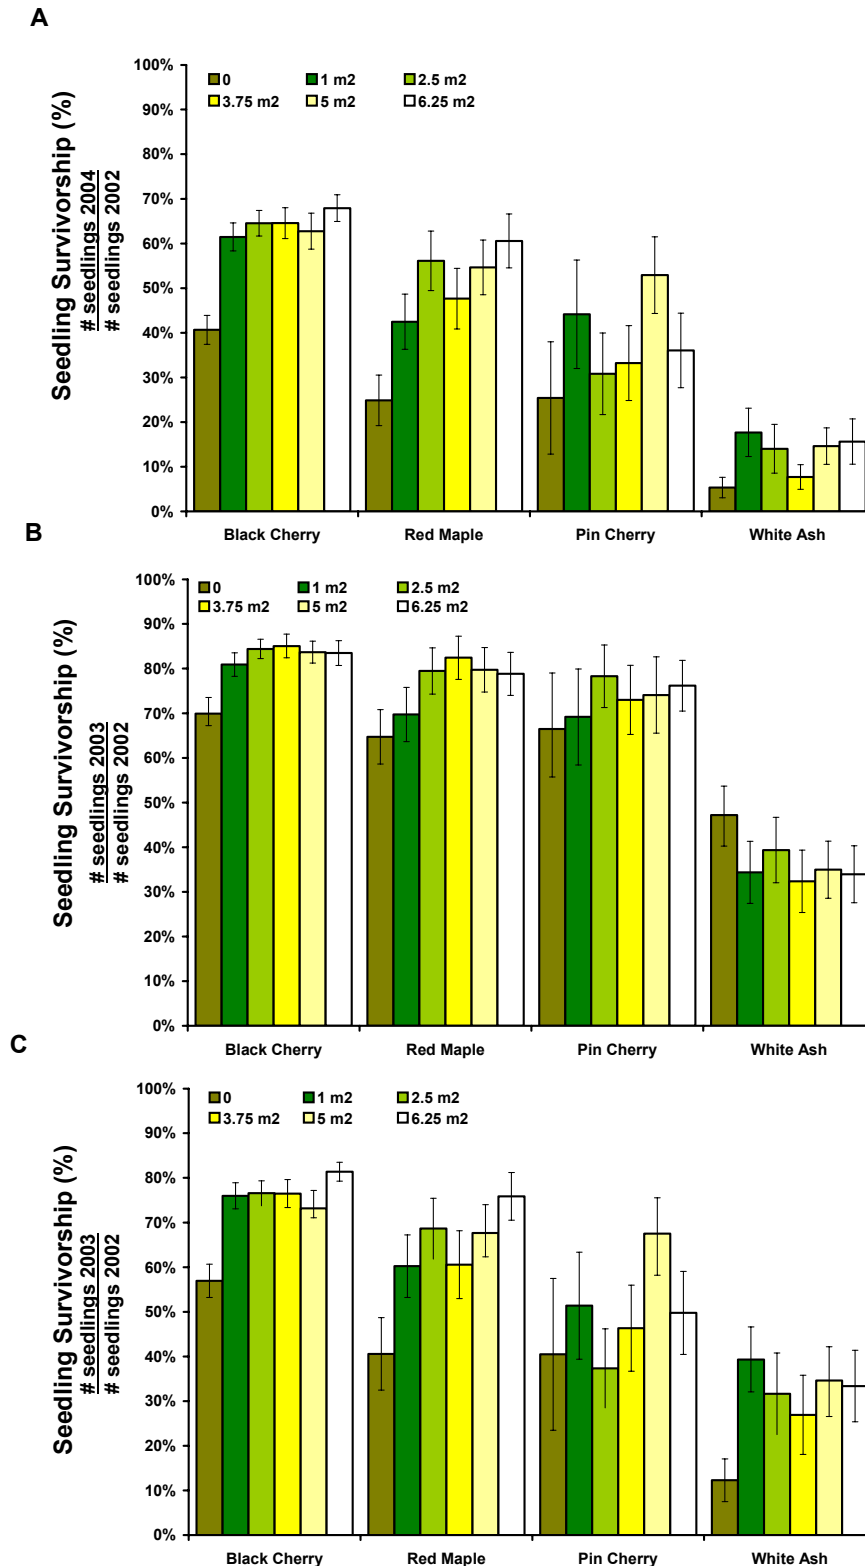 A
100%
90%
80%
70%
60%
50%
40%
30%
20%
10%
0%
Seedling Survivorship (%)
# seedlings 2004
# seedlings 2002
0 1 m2 2.5 m2
3.75 m2 5 m2 6.25 m2
Black Cherry Red Maple Pin Cherry White Ash
B
100%
90%
80%
70%
60%
50%
40%
30%
20%
10%
0%
Seedling Survivorship (%)
# seedlings 2003
# seedlings 2002
0 1 m2 2.5 m2
3.75 m2 5 m2 6.25 m2
Black Cherry Red Maple Pin Cherry White Ash
C
100%
90%
80%
70%
60%
50%
40%
30%
20%
10%
0%
Seedling Survivorship (%)
# seedlings 2003
# seedlings 2002
0 1 m2 2.5 m2
3.75 m2 5 m2 6.25 m2
Black Cherry Red Maple Pin Cherry White Ash